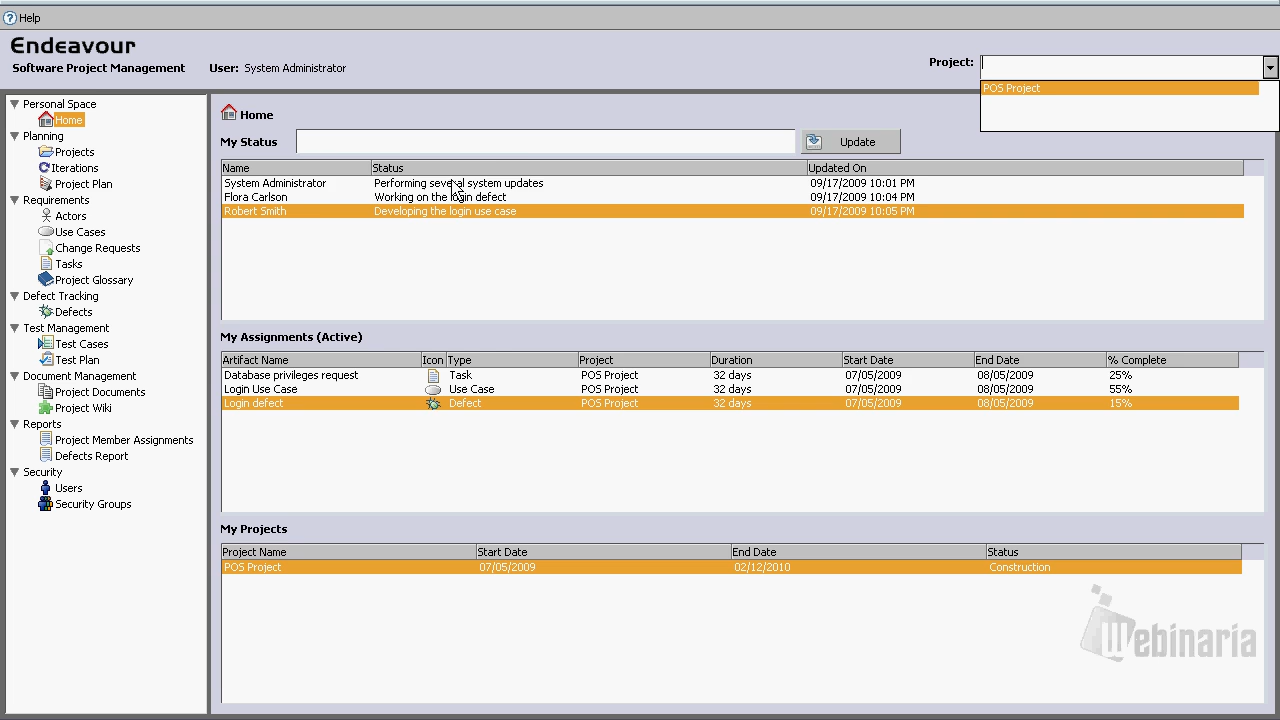 Help
Endeavour
Software Project Management User: System Administrator
Project:
POS Project
Personal Space
Home
Planning
Projects
Iterations
Project Plan
Requirements
Actors
Use Cases
Change Requests
Tasks
Project Glossary
Defect Tracking
Defects
Test Management
Test Cases
Test Plan
Document Management
Project Documents
Project Wiki
Reports
Project Member Assignments
Defects Report
Security
Users
Security Groups
Home
My Status Update
Name Status Updated On
System Administrator Performing several system updates 09/17/2009 10:01 PM
Flora Carlson Working on the login defect 09/17/2009 10:04 PM
Robert Smith Developing the login use case 09/17/2009 10:05 PM
My Assignments (Active)
Artifact Name Icon Type Project Duration Start Date End Date % Complete
Database privileges request Task POS Project 32 days 07/05/2009 08/05/2009 25%
Login Use Case Use Case POS Project 32 days 07/05/2009 08/05/2009 55%
Login defect Defect POS Project 32 days 07/05/2009 08/05/2009 15%
My Projects
Project Name Start Date End Date Status
POS Project 07/05/2009 02/12/2010 Construction
Webinaria